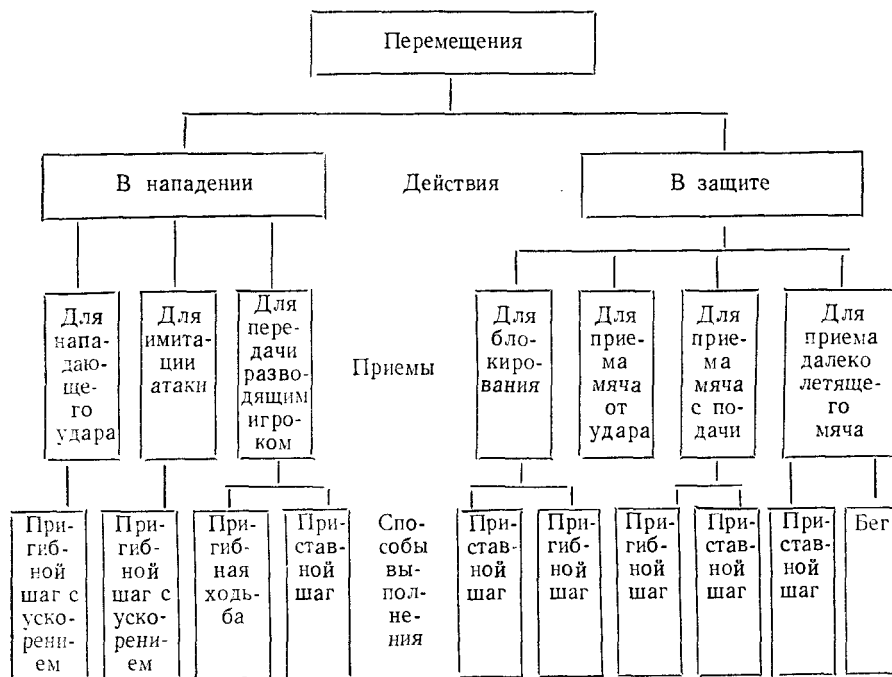 Перемещения
В нападении
Действия
В защите
Для
напа-
даю-
ще-
го
удара
Для
имита-
ции
атаки
Для
пере-
дачи
разво-
дящим
игро-
ком
Приемы
Для
бло-
киро-
вания
Для
прие-
ма
мяча
от
удара
Для
прие-
ма
мяча
с по-
дачи
Для
приема
далеко
летяще-
го
мяча
При-
гиб-
ной
шаг с
уско-
рени-
ем
При-
гиб-
ной
шаг с
уско-
рени-
ем
При-
гиб-
ная
ходь-
ба
При-
став-
ной
шаг
Спо-
собы
вы-
пол-
не-
ния
При-
став-
ной
шаг
При-
гиб-
ной
шаг
При-
гиб-
ной
шаг
При-
став-
ной
шаг
При-
став-
ной
шаг
Бег